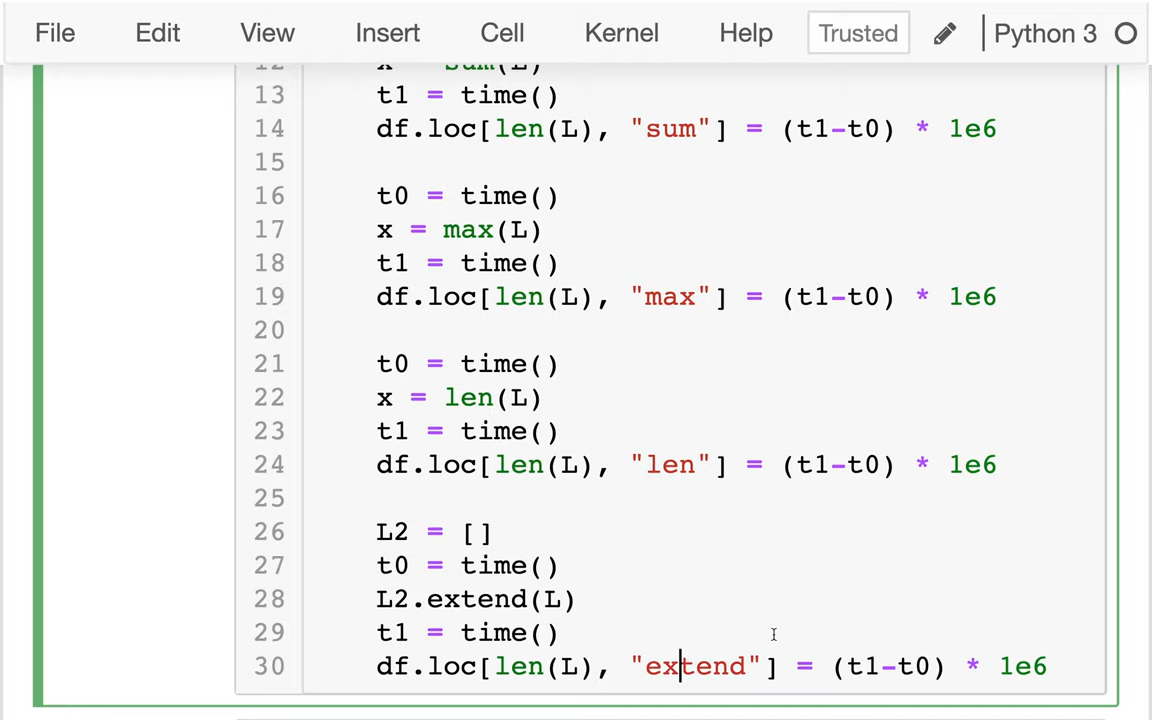 File Edit View Insert Cell Kernel Help Trusted Python 3
12 x = sum(L)
13 t1 = time()
14 df.loc[len(L), "sum"] = (t1-t0) * 1e6
15
16 t0 = time()
17 x = max(L)
18 t1 = time()
19 df.loc[len(L), "max"] = (t1-t0) * 1e6
20
21 t0 = time()
22 x = len(L)
23 t1 = time()
24 df.loc[len(L), "len"] = (t1-t0) * 1e6
25
26 L2 = []
27 t0 = time()
28 L2.extend(L)
29 t1 = time()
30 df.loc[len(L), "extend"] = (t1-t0) * 1e6